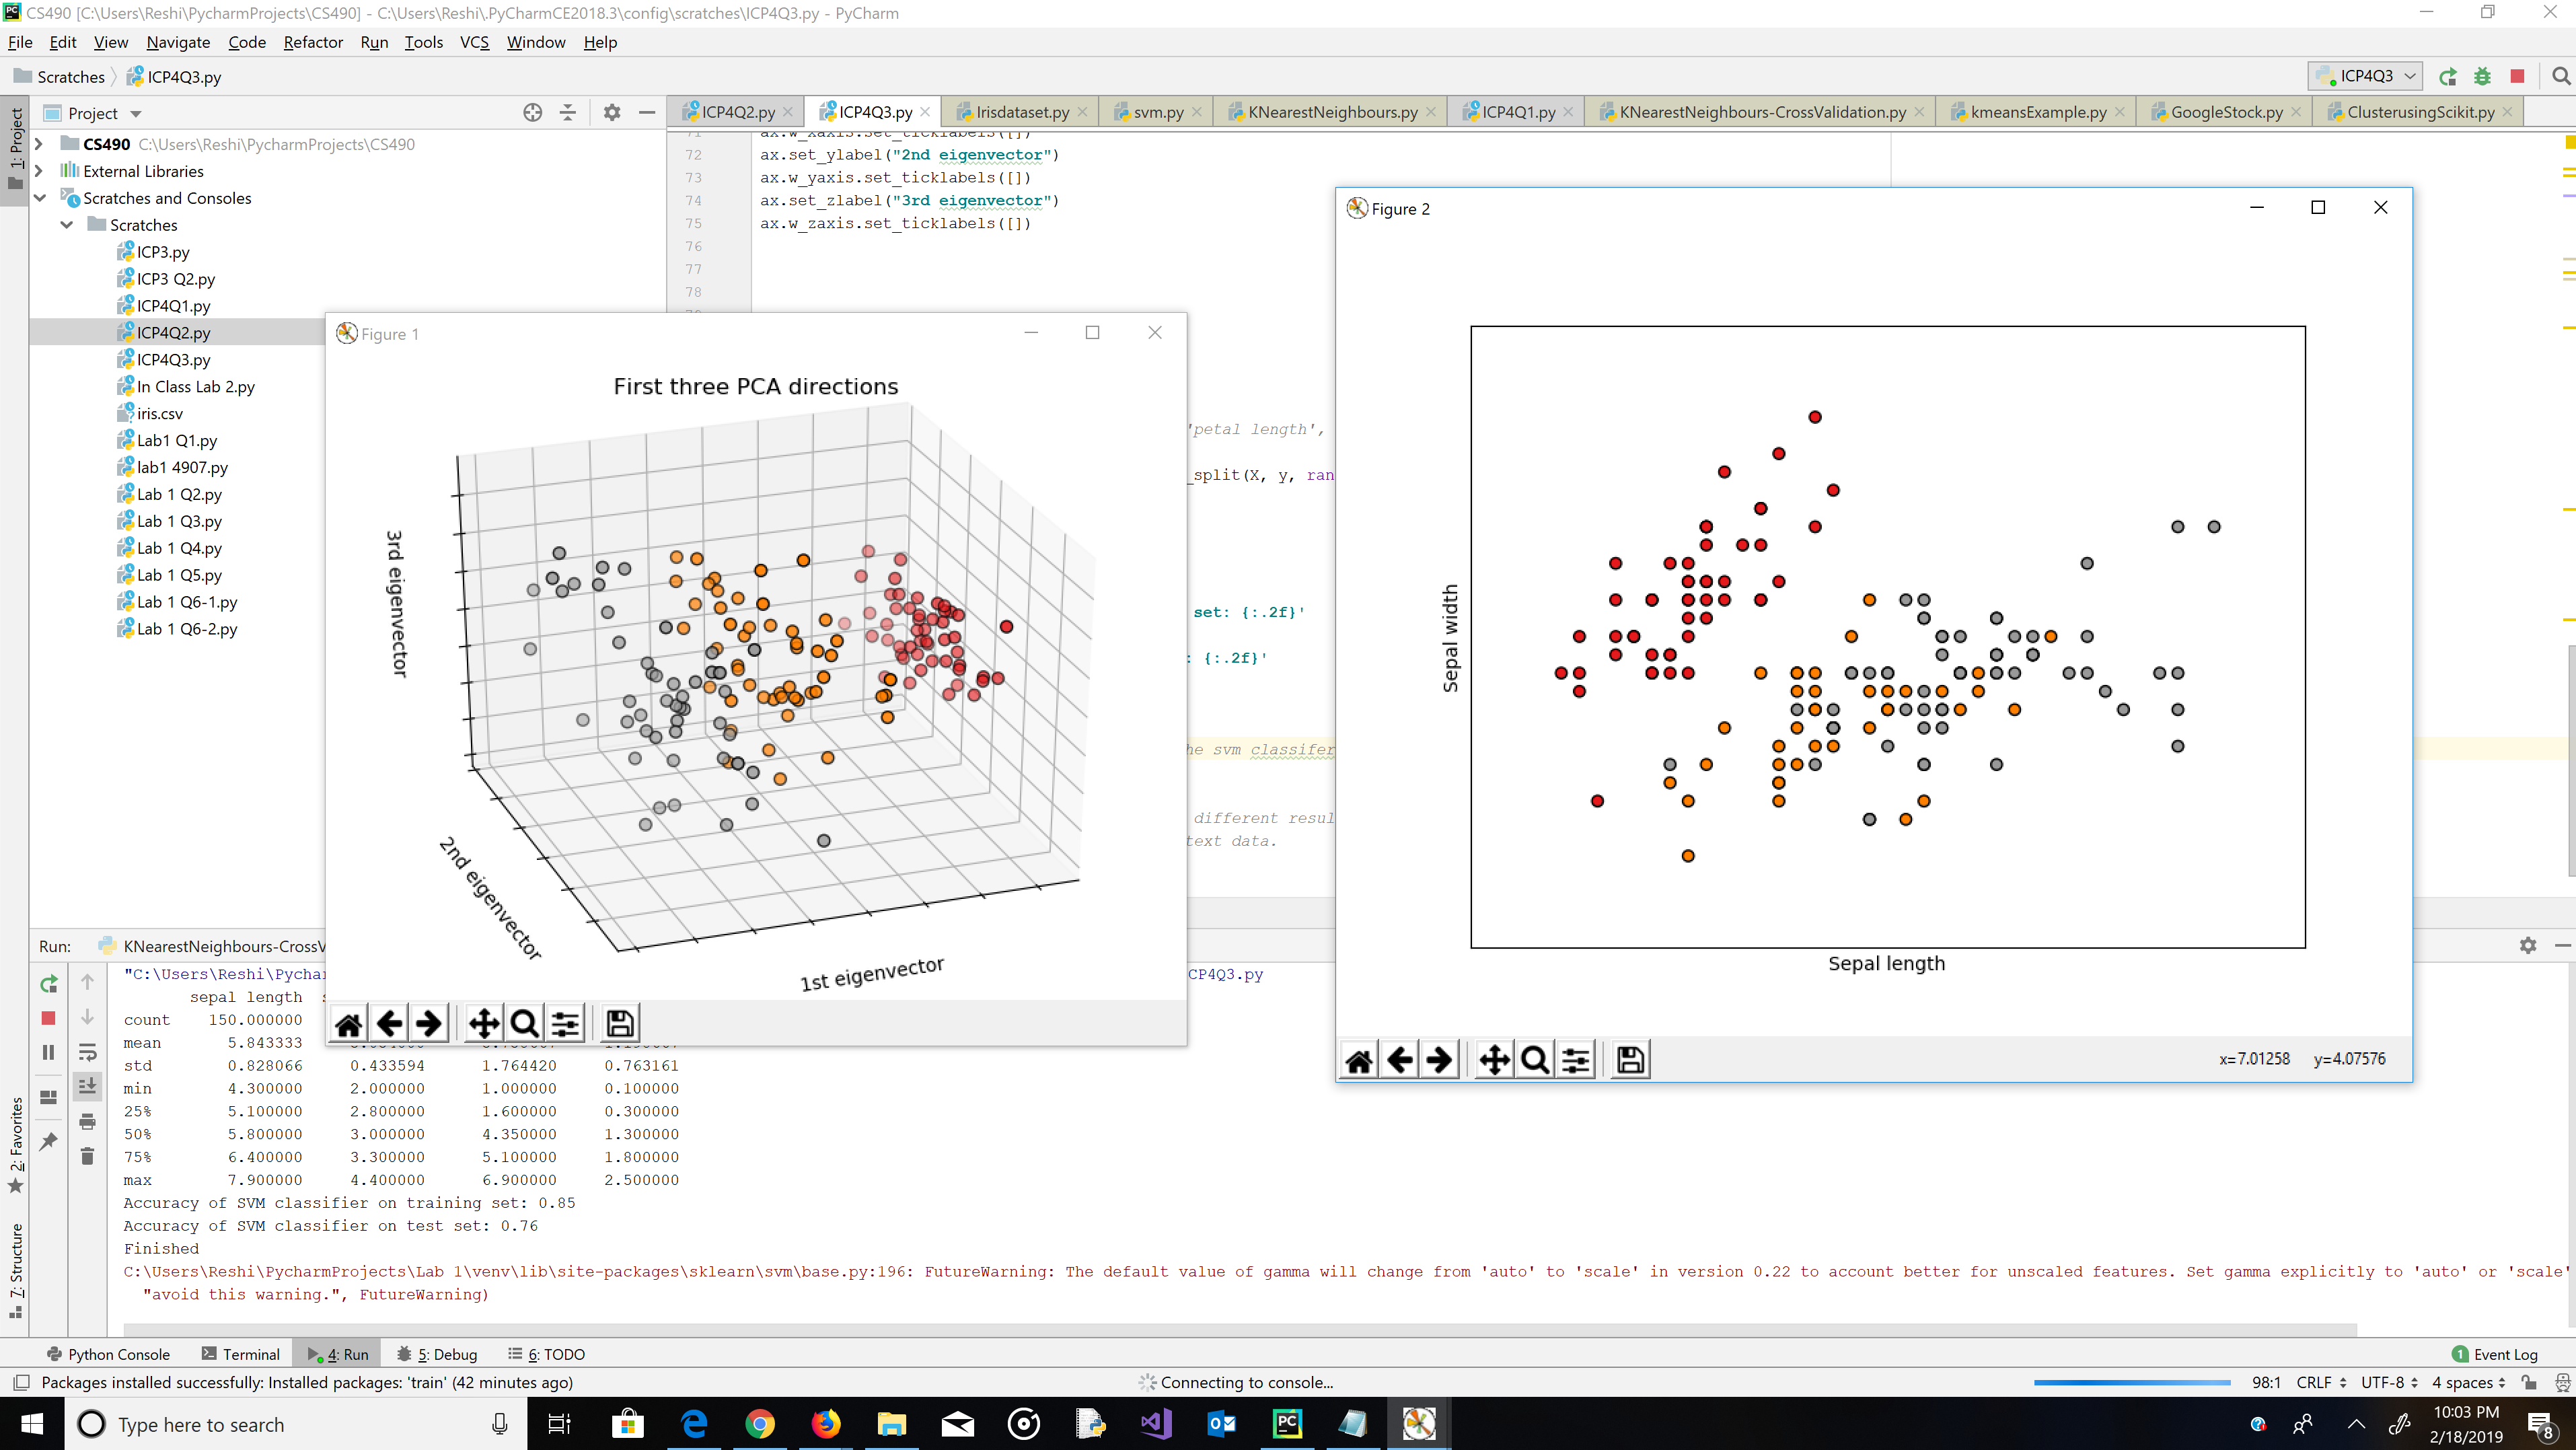 CS490 [C:\Users\Reshi\PycharmProjects\CS490] - C:\Users\Reshi\.PyCharmCE2018.3\config\scratches\ICP4Q3.py - PyCharm
File Edit View Navigate Code Refactor Run Tools VCS Window Help
Scratches ICP4Q3.py
ICP4Q3
1: Project
Project
ICP4Q2.py ICP4Q3.py Irisdataset.py svm.py KNearestNeighbours.py ICP4Q1.py KNearestNeighbours-CrossValidation.py kmeansExample.py GoogleStock.py ClusterusingScikit.py
CS490 C:\Users\Reshi\PycharmProjects\CS490
External Libraries
Scratches and Consoles
Scratches
ICP3.py
ICP3 Q2.py
ICP4Q1.py
ICP4Q2.py
ICP4Q3.py
In Class Lab 2.py
iris.csv
Lab1 Q1.py
lab1 4907.py
Lab 1 Q2.py
Lab 1 Q3.py
Lab 1 Q4.py
Lab 1 Q5.py
Lab 1 Q6-1.py
Lab 1 Q6-2.py
71 ax.w_xaxis.set_ticklabels([])
72 ax.set_ylabel("2nd eigenvector")
73 ax.w_yaxis.set_ticklabels([])
74 ax.set_zlabel("3rd eigenvector")
75 ax.w_zaxis.set_ticklabels([])
76
77
78
'petal length',
_split(X, y, ran
set: {:.2f}'
: {:.2f}'
he svm classifer
different resul
text data.
Figure 1
First three PCA directions
3rd eigenvector
2nd eigenvector
1st eigenvector
Figure 2
Sepal width
Sepal length
x=7.01258 y=4.07576
Run: KNearestNeighbours-CrossV
"C:\Users\Reshi\Pycha
CP4Q3.py
sepal length
count 150.000000
mean 5.843333
std 0.828066 0.433594 1.764420 0.763161
min 4.300000 2.000000 1.000000 0.100000
25% 5.100000 2.800000 1.600000 0.300000
50% 5.800000 3.000000 4.350000 1.300000
75% 6.400000 3.300000 5.100000 1.800000
max 7.900000 4.400000 6.900000 2.500000
Accuracy of SVM classifier on training set: 0.85
Accuracy of SVM classifier on test set: 0.76
Finished
C:\Users\Reshi\PycharmProjects\Lab 1\venv\lib\site-packages\sklearn\svm\base.py:196: FutureWarning: The default value of gamma will change from 'auto' to 'scale' in version 0.22 to account better for unscaled features. Set gamma explicitly to 'auto' or 'scale'
"avoid this warning.", FutureWarning)
2: Favorites
7: Structure
Python Console Terminal 4: Run 5: Debug 6: TODO
1 Event Log
Packages installed successfully: Installed packages: 'train' (42 minutes ago)
Connecting to console...
98:1 CRLF UTF-8 4 spaces
Type here to search
10:03 PM
2/18/2019
8